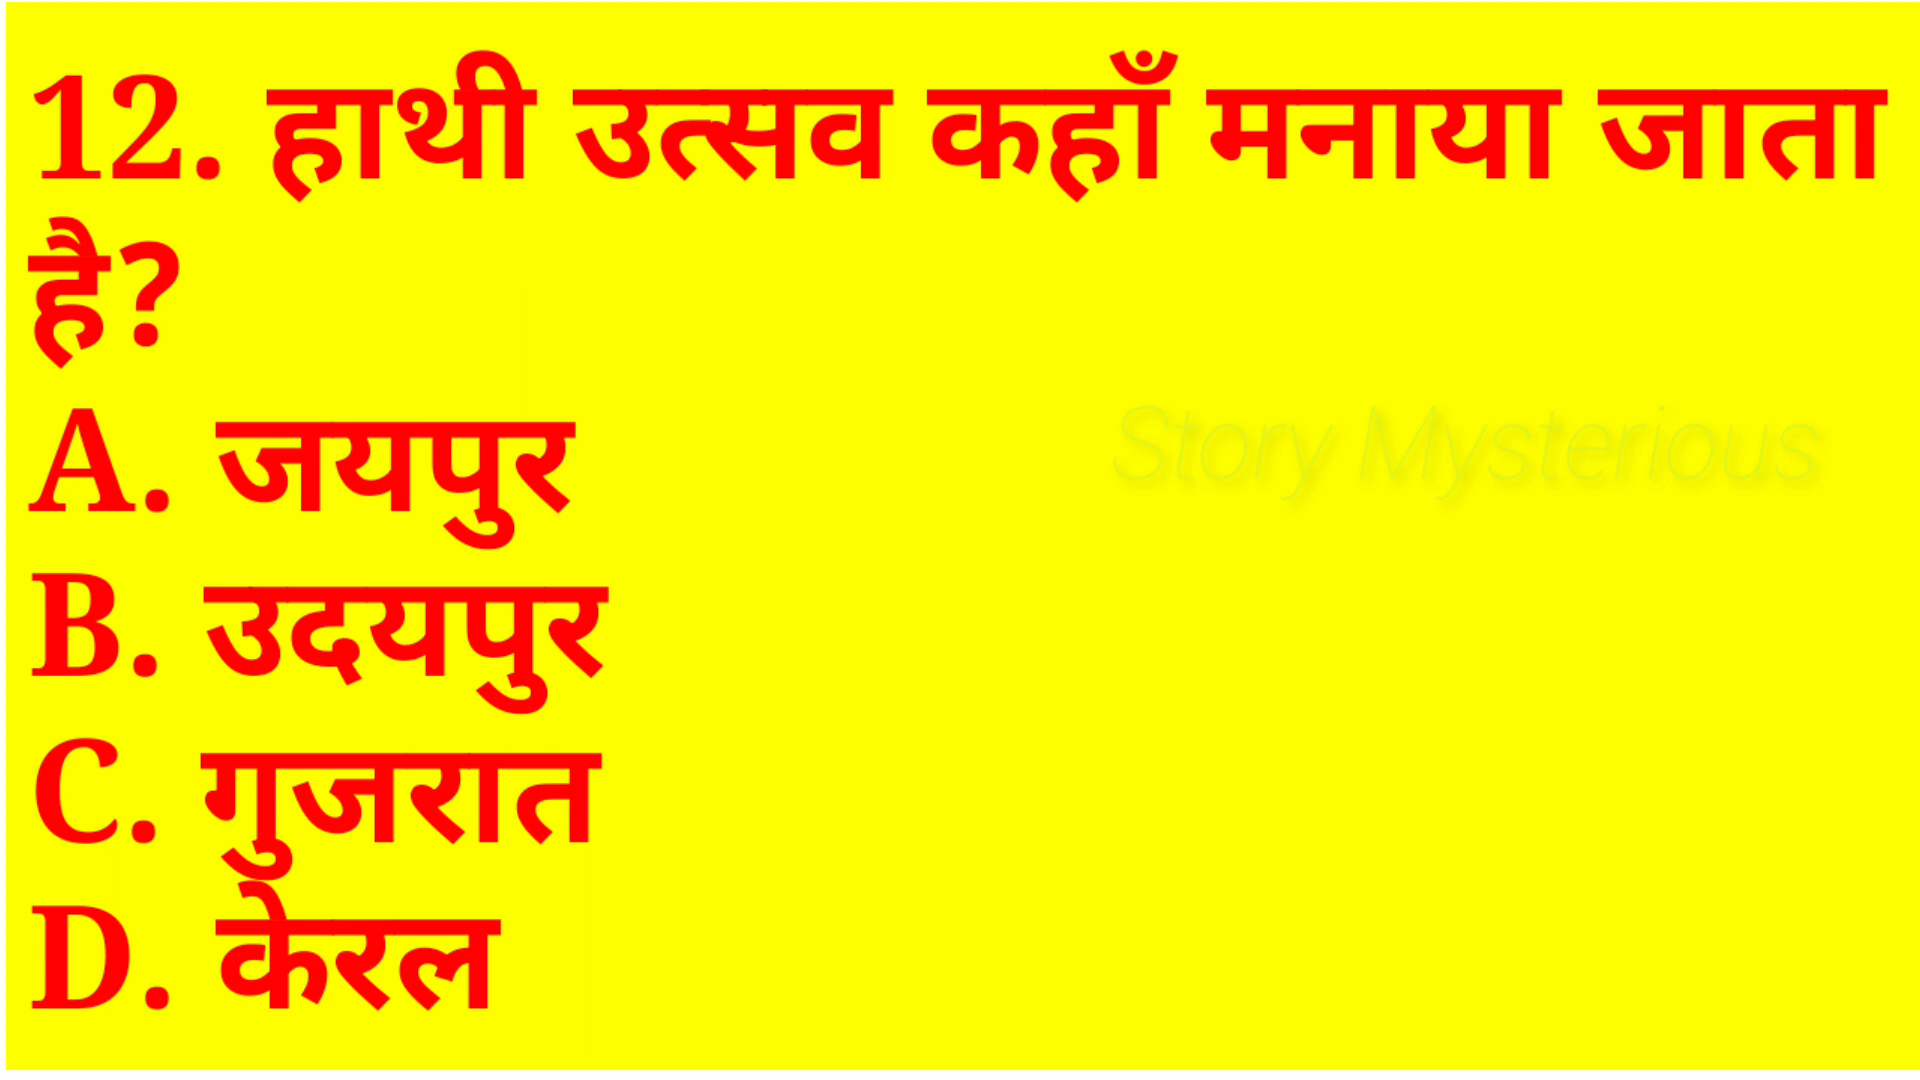 12. हाथी उत्सव कहाँ मनाया जाता
है?
A. जयपुर
Story Mysterious
B. उदयपुर
C. गुजरात
D. केरल